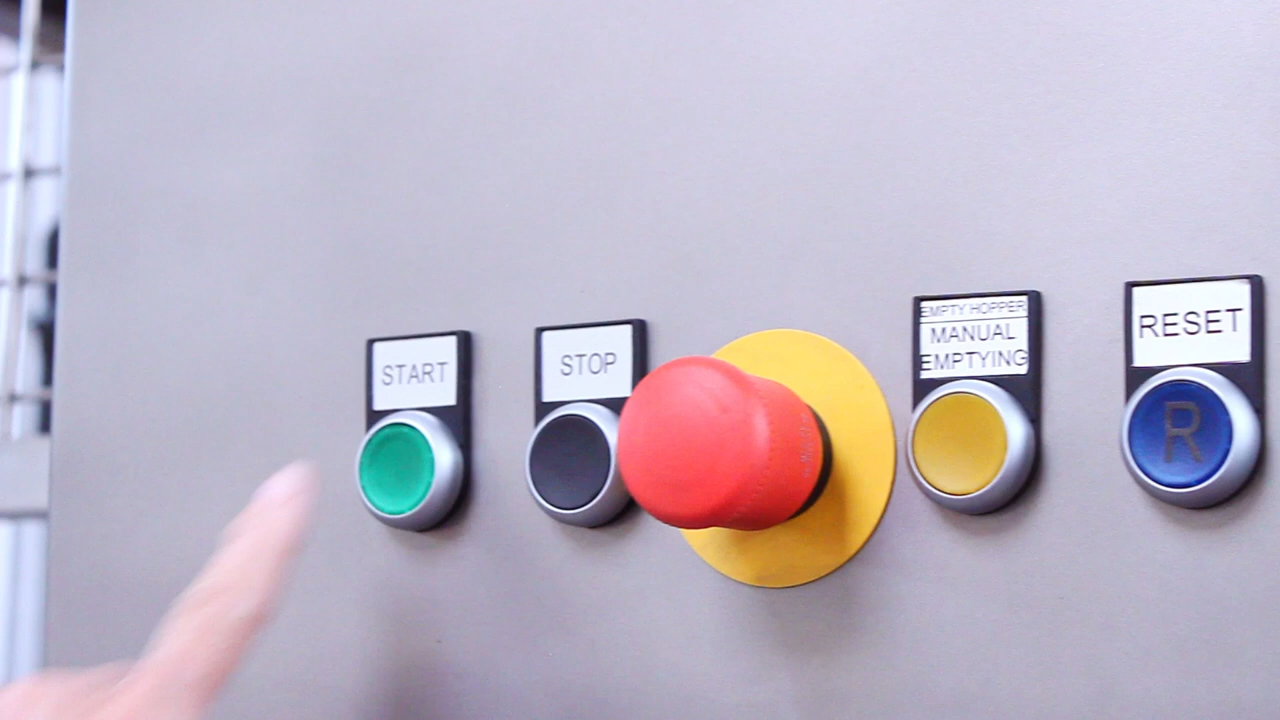 START
STOP
EMPTY HOPPER
MANUAL
EMPTYING
RESET
R